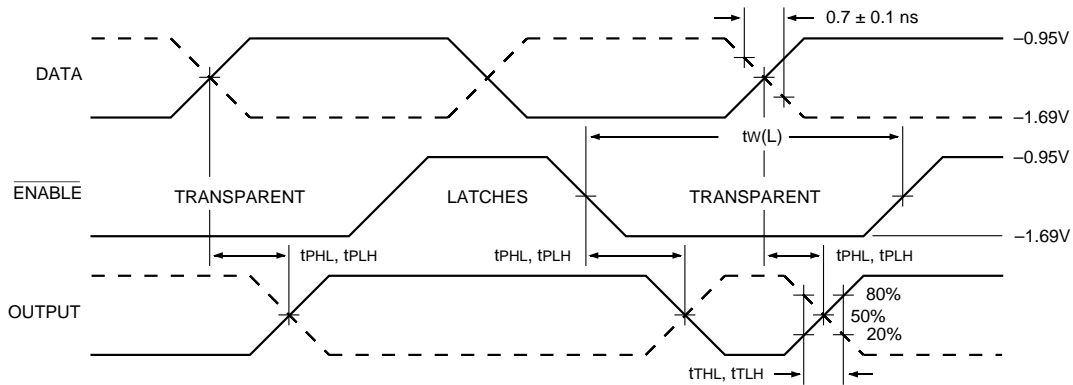 0.7 ± 0.1 ns
–0.95V
DATA
–1.69V
tW(L)
–0.95V
ENABLE
TRANSPARENT
LATCHES
TRANSPARENT
–1.69V
tPHL, tPLH
tPHL, tPLH
tPHL, tPLH
80%
OUTPUT
50%
20%
tTHL, tTLH